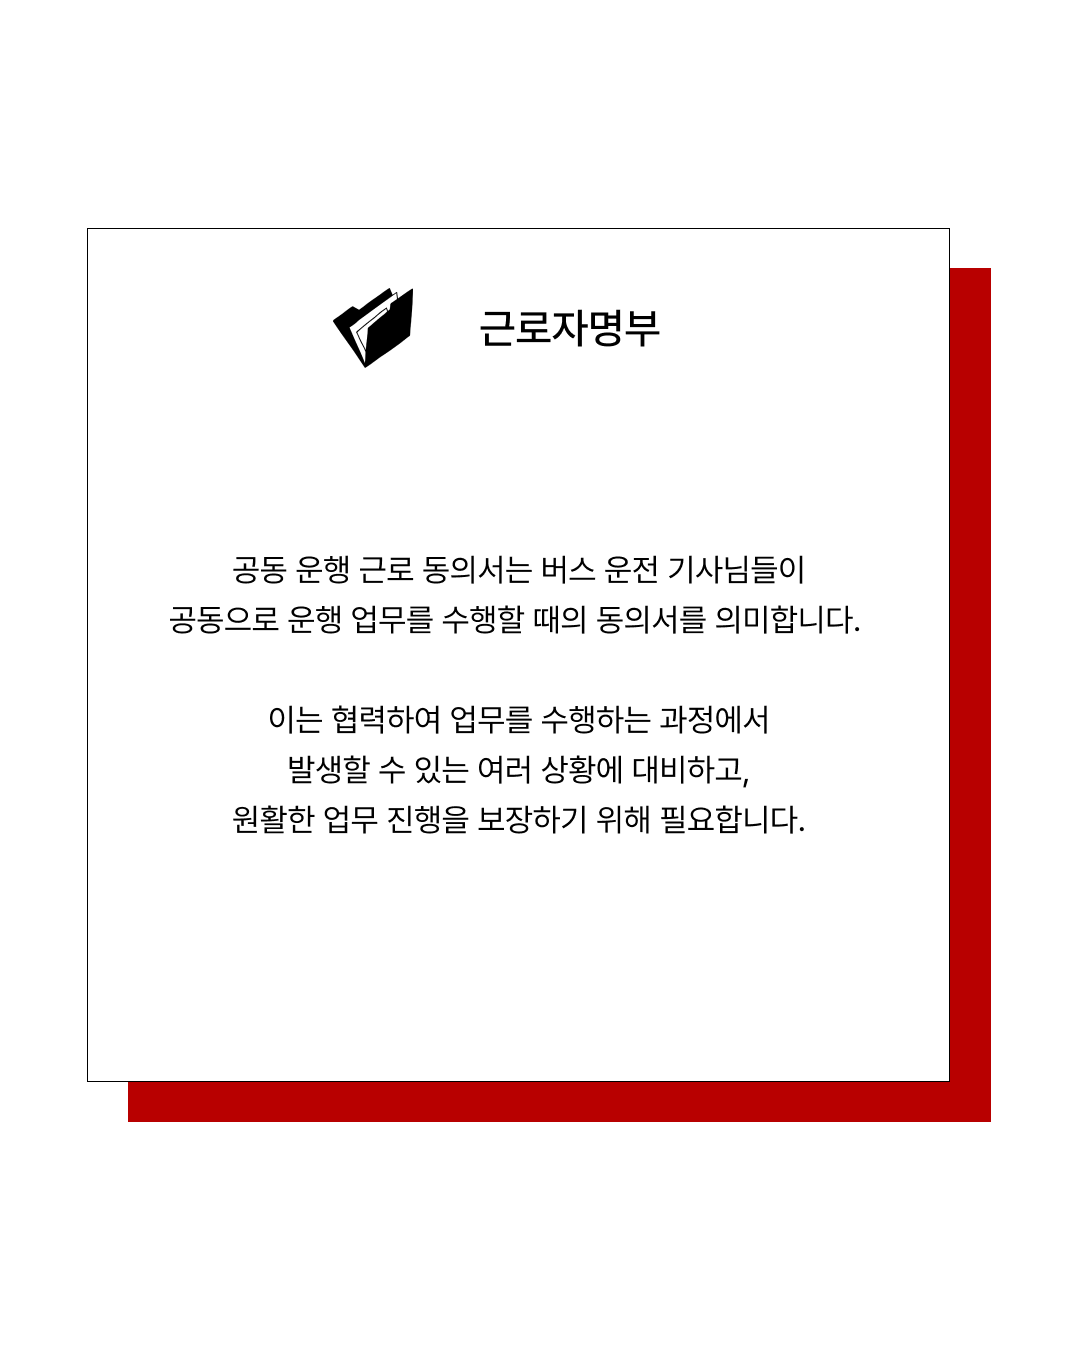 근로자명부
공동 운행 근로 동의서는 버스 운전 기사님들이
공동으로 운행 업무를 수행할 때의 동의서를 의미합니다.
이는 협력하여 업무를 수행하는 과정에서
발생할 수 있는 여러 상황에 대비하고,
원활한 업무 진행을 보장하기 위해 필요합니다.